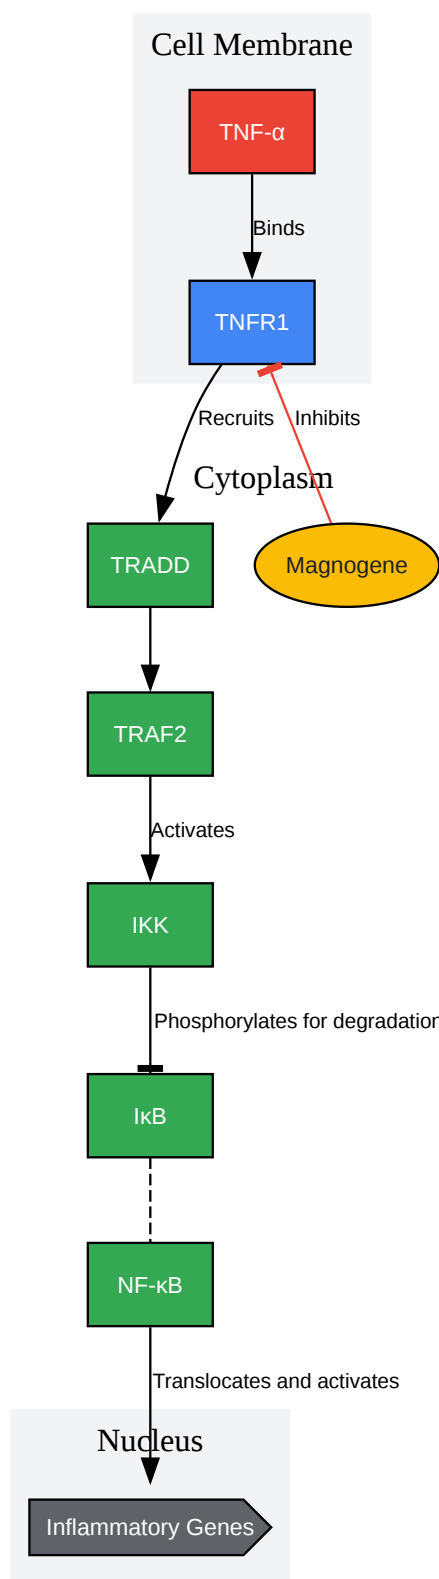 Cell Membrane
TNF-α
Binds
TNFR1
Recruits
Inhibits
Cytoplasm
TRADD
Magnogene
TRAF2
Activates
IKK
Phosphorylates for degradation
IκB
NF-κB
Translocates and activates
Nucleus
Inflammatory Genes